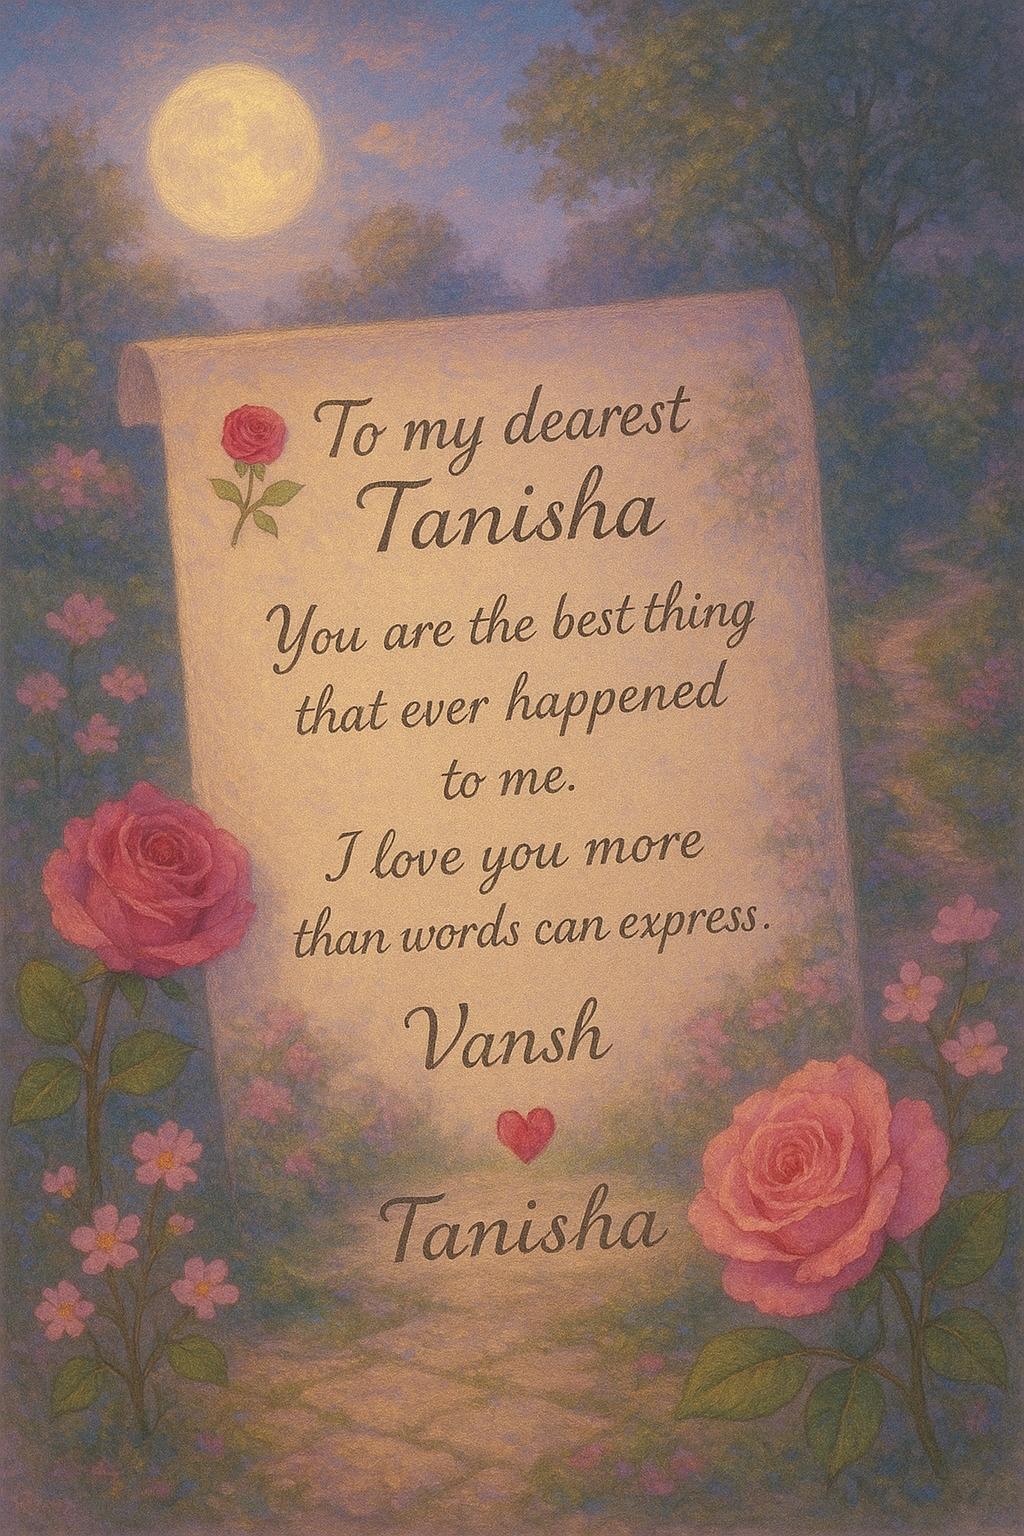 To my dearest
Tanisha
You are the best thing
that ever happened
to me.
I love you more
than words can express.
Vansh
Tanisha